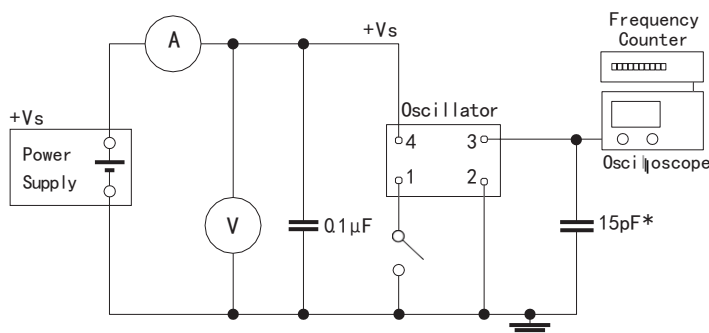 Frequency
Counter
A
+Vs
Oscillator
+Vs
Power
Supply
4
3
1
2
Oscilloscope
V
0.1μF
15pF*